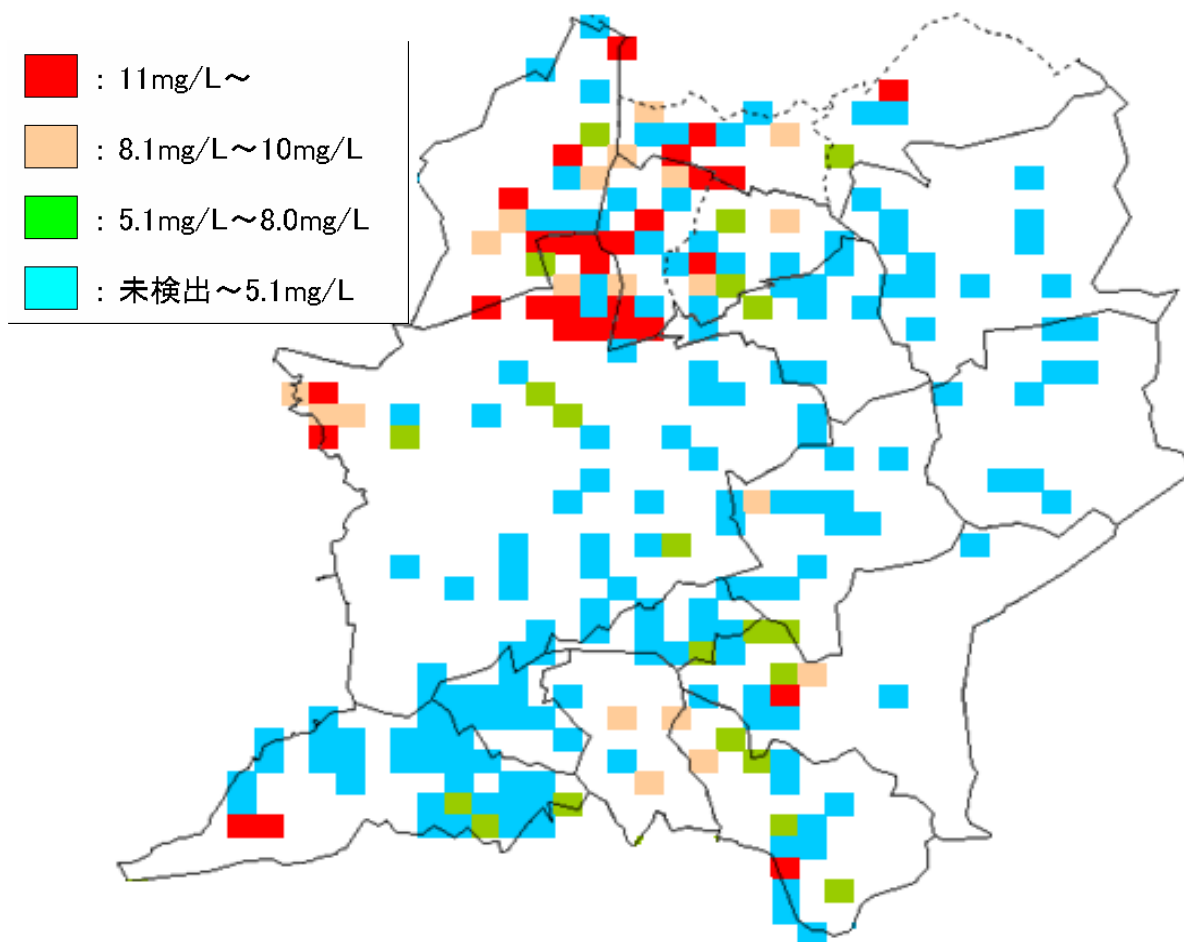 : 11mg/L～
: 8.1mg/L～10mg/L
: 5.1mg/L～8.0mg/L
: 未検出～5.1mg/L